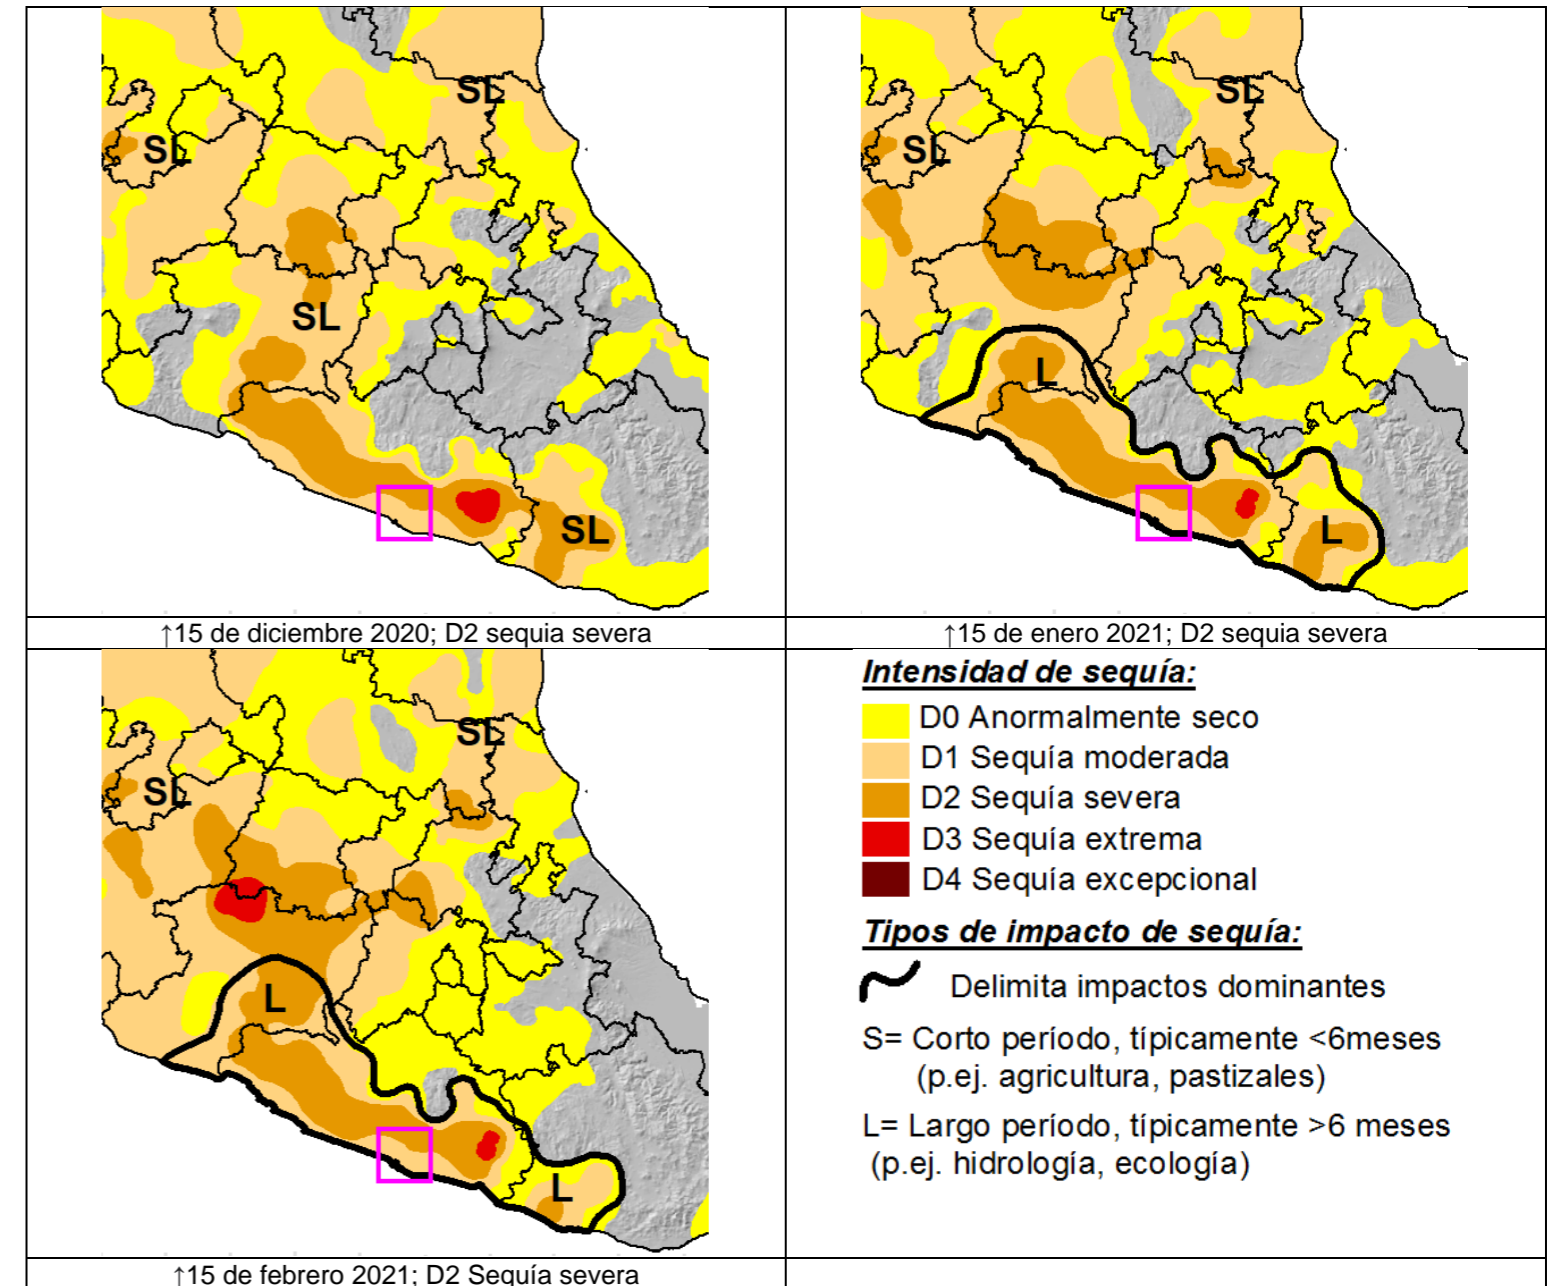 SL
SL
SL
SL
↑15 de diciembre 2020; D2 sequia severa
SL
SL
L
L
↑15 de enero 2021; D2 sequia severa
SL
SL
L
L
↑15 de febrero 2021; D2 Sequía severa
Intensidad de sequía:
D0 Anormalmente seco
D1 Sequía moderada
D2 Sequía severa
D3 Sequía extrema
D4 Sequía excepcional
Tipos de impacto de sequía:
Delimita impactos dominantes
S= Corto período, típicamente <6meses
(p.ej. agricultura, pastizales)
L= Largo período, típicamente >6 meses
(p.ej. hidrología, ecología)